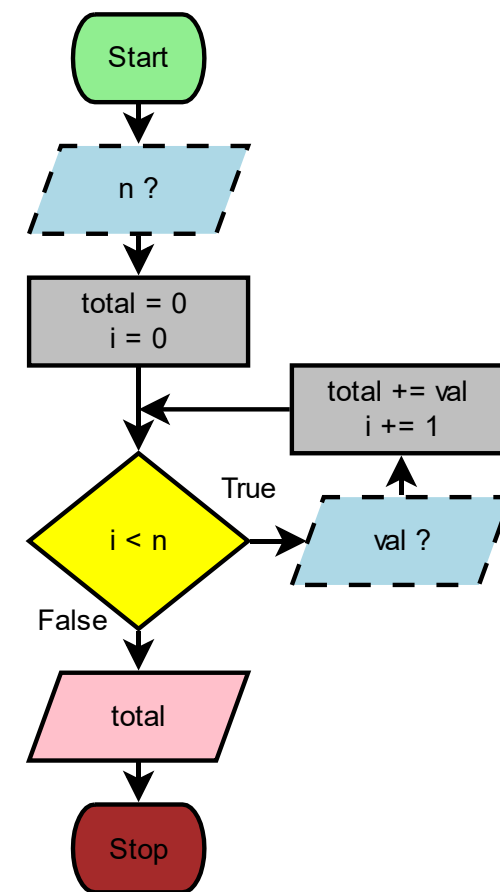 Start
n ?
total = 0
i = 0
total += val
i += 1
True
i < n
val ?
False
total
Stop